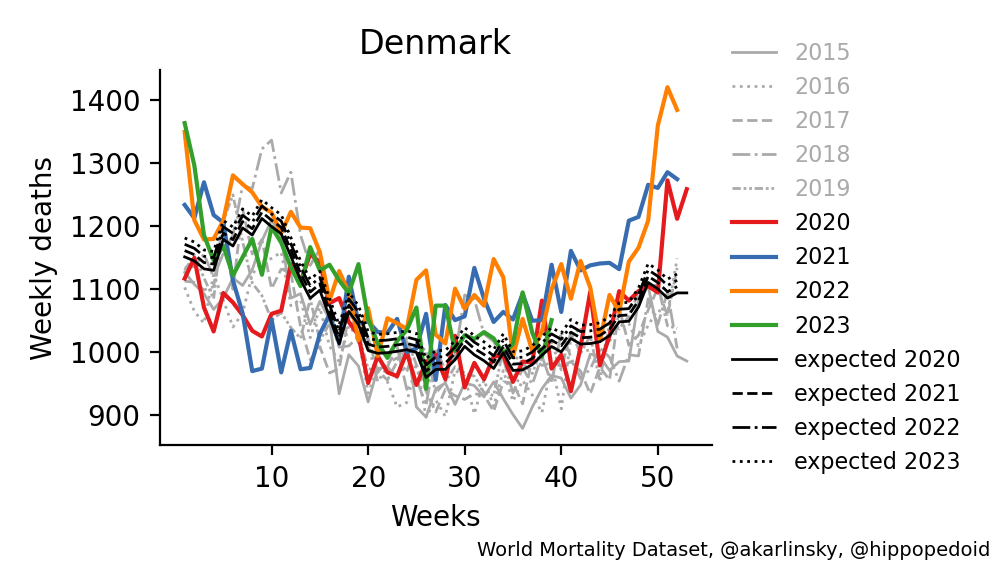 Denmark
Weekly deaths
1400
1300
1200
1100
1000
900
10 20 30 40 50
Weeks
2015
2016
2017
2018
2019
2020
2021
2022
2023
expected 2020
expected 2021
expected 2022
expected 2023
World Mortality Dataset, @akarlinsky, @hippopedoid